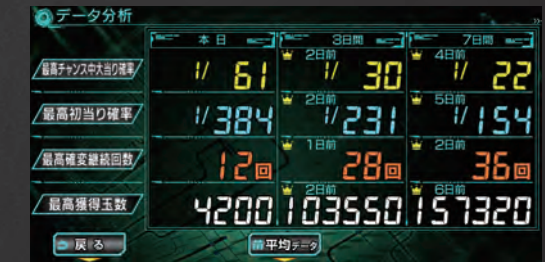 データ分析
本日 3日間 7日間
最高チャンス中大当り確率 1/61 2日前 1/30 4日前 1/22
最高初当り確率 1/384 2日前 1/231 5日前 1/154
最高確変継続回数 12回 1日前 28回 2日前 36回
最高獲得玉数 4200 2日前 103550 6日前 157320
戻る 平均データ